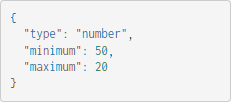 {
  "type": "number",
  "minimum": 50,
  "maximum": 20
}